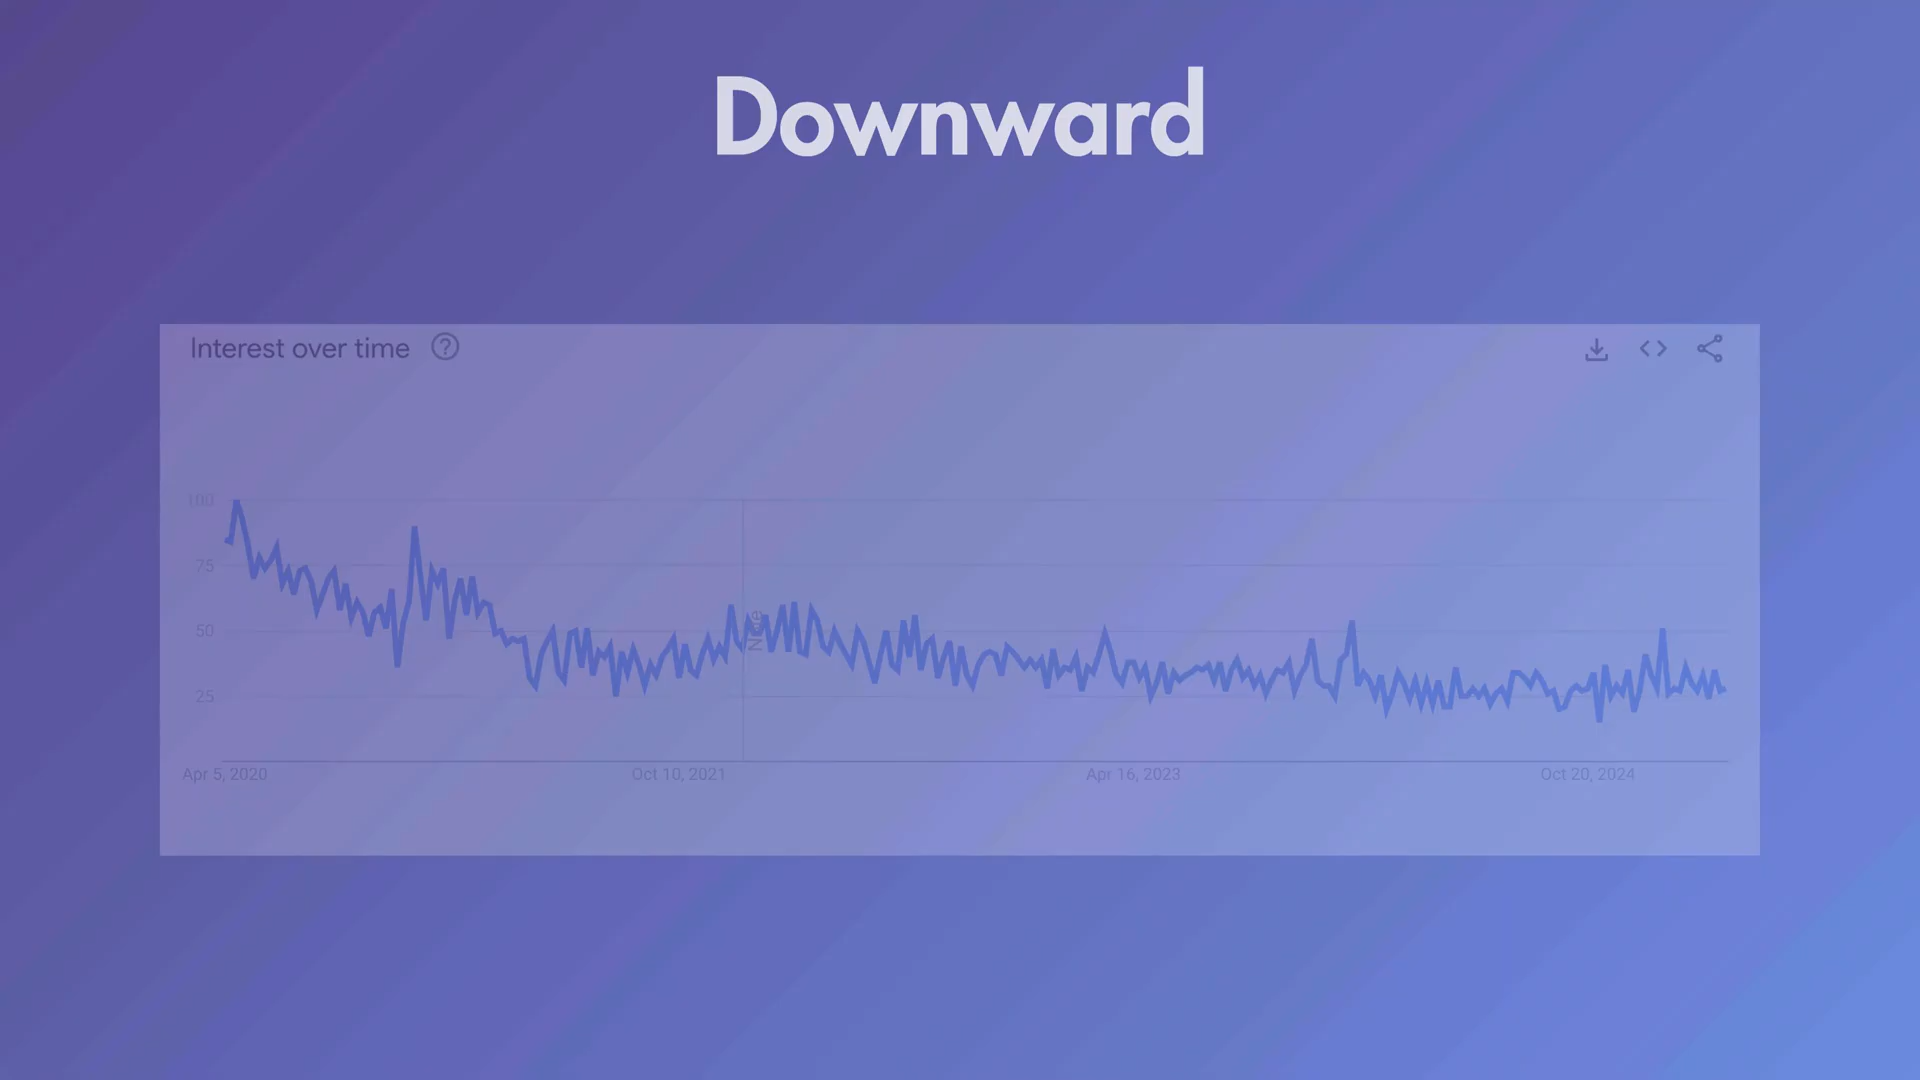 Downward
Interest over time
100
75
50
25
Note
Apr 5, 2020
Oct 10, 2021
Apr 16, 2023
Oct 20, 2024